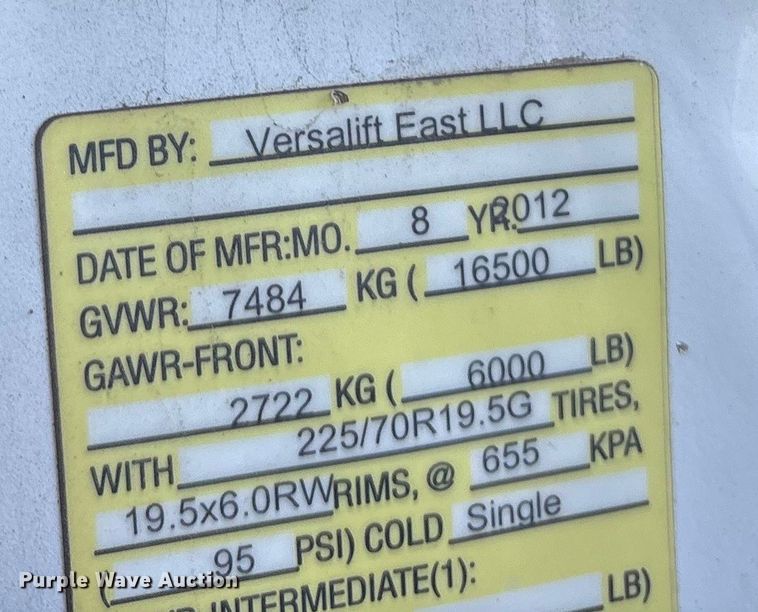 MFD BY: Versalift East LLC
DATE OF MFR:MO. 8 YR. 2012
GVWR: 7484 KG ( 16500 LB)
GAWR-FRONT:
2722 KG ( 6000 LB)
WITH 225/70R19.5G TIRES,
19.5x6.0RW RIMS, @ 655 KPA
( 95 PSI) COLD Single
INTERMEDIATE(1):
LB)
Purple Wave Auction